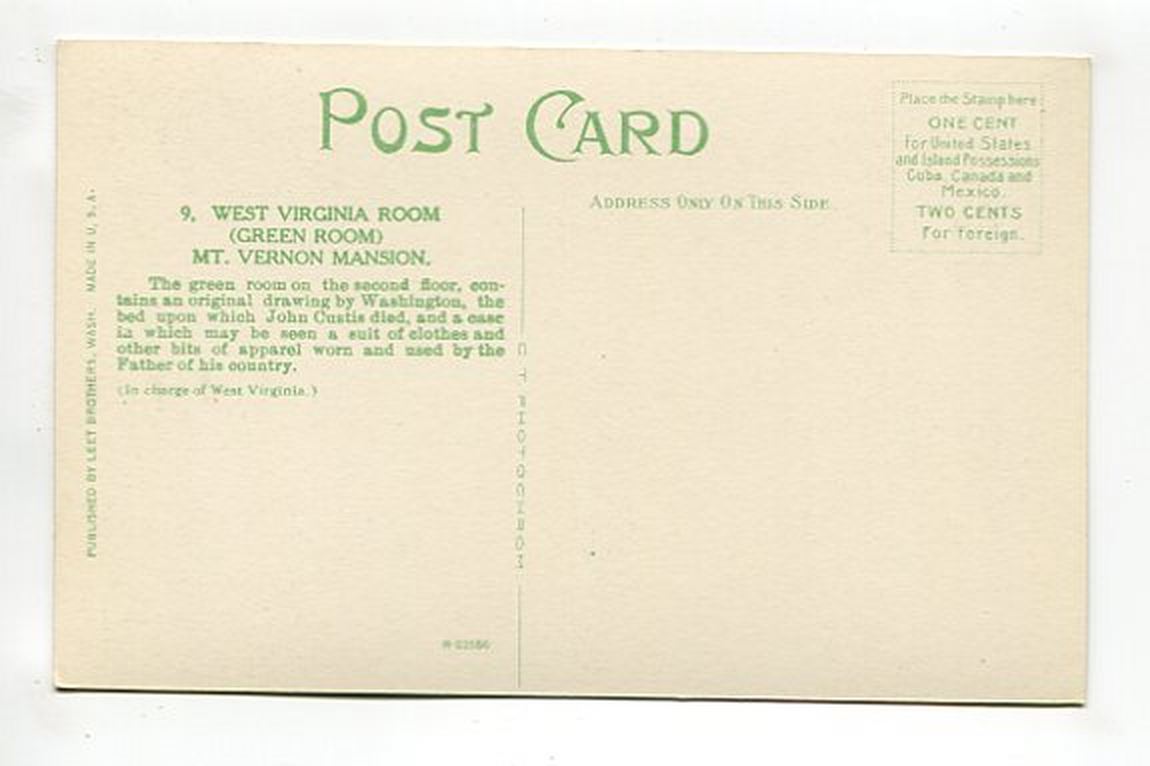 POST CARD
Place the Stamp here
ONE CENT
for United States
and Island Possessions
Cuba, Canada and
Mexico.
TWO CENTS
For foreign.
ADDRESS ONLY ON THIS SIDE
9, WEST VIRGINIA ROOM
(GREEN ROOM)
MT. VERNON MANSION.
The green room on the second floor, con-
tains an original drawing by Washington, the
bed upon which John Custis died, and a case
in which may be seen a suit of clothes and
other bits of apparel worn and used by the
Father of his country.
(In charge of West Virginia.)
PUBLISHED BY LEET BROTHERS, WASH. MADE IN U. S. A.